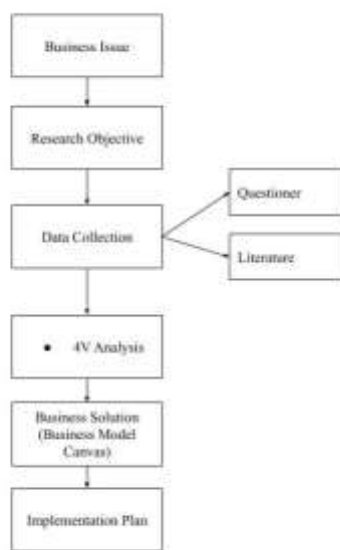 Business Issue
Research Objective
Questioner
Data Collection
Literature
● 4V Analysis
Business Solution
(Business Model
Canvas)
Implementation Plan